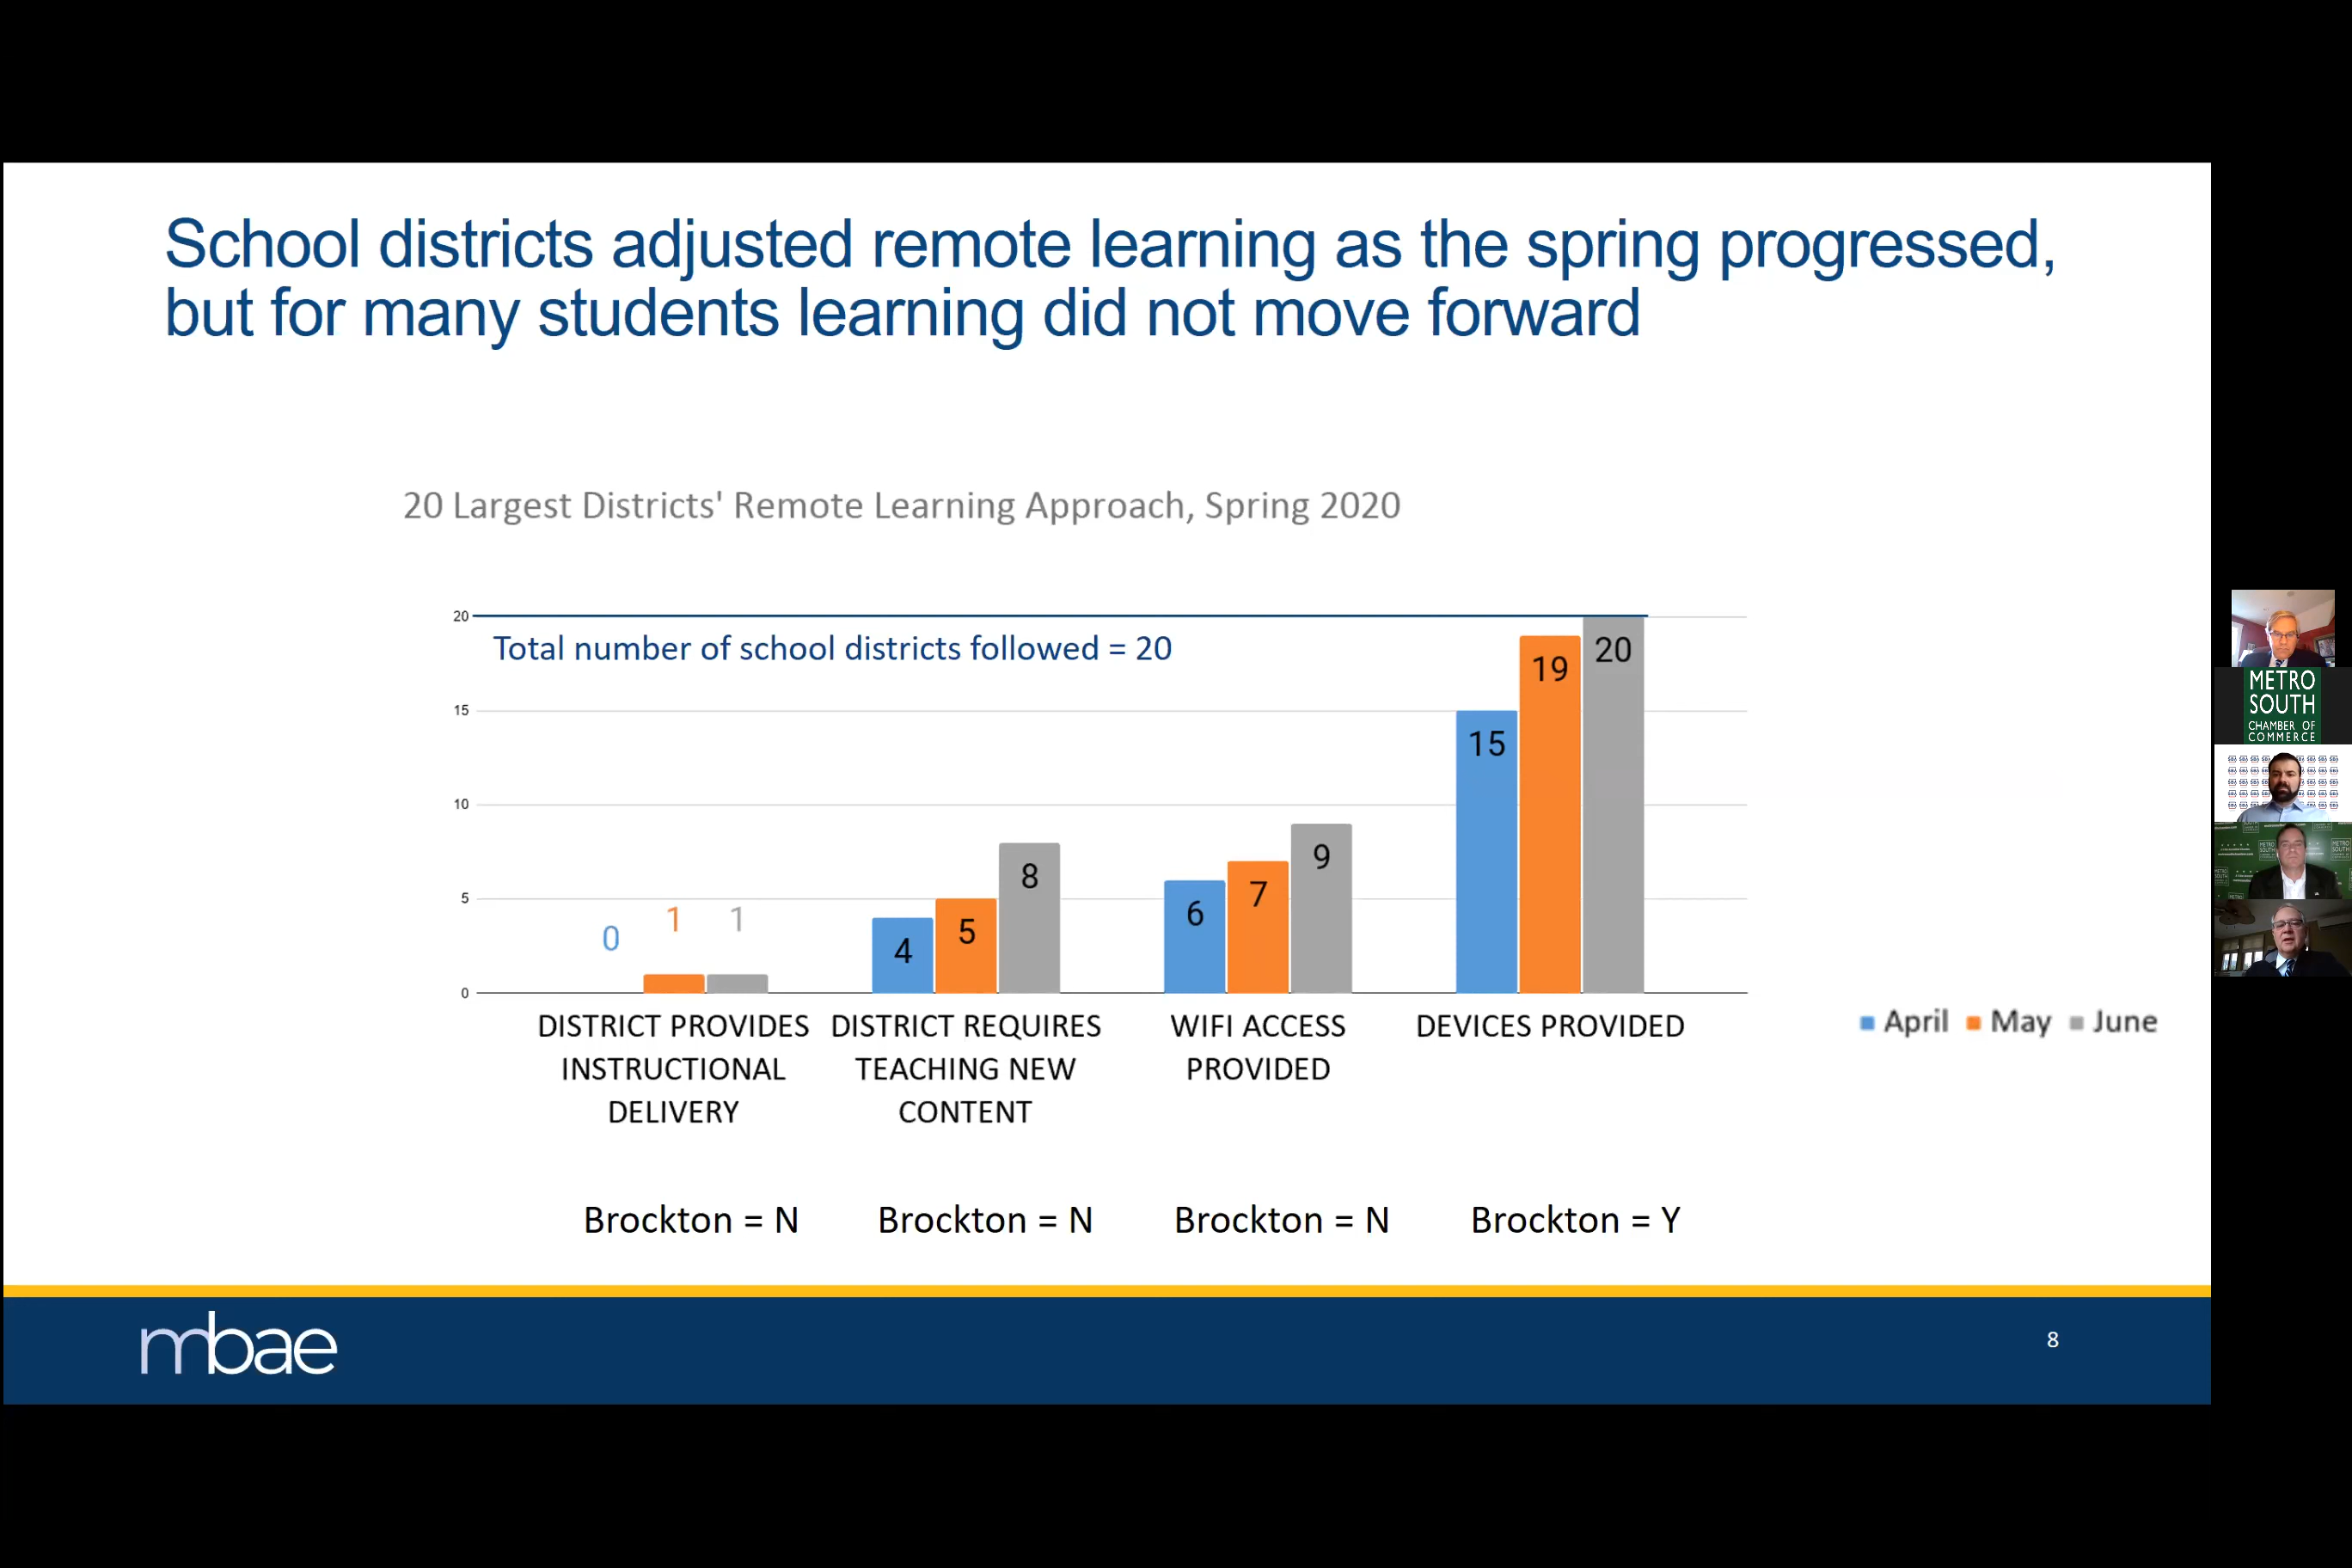 School districts adjusted remote learning as the spring progressed,
but for many students learning did not move forward
20 Largest Districts' Remote Learning Approach, Spring 2020
20
Total number of school districts followed = 20
15
10
5
0
0
1
1
4
5
8
6
7
9
15
19
20
DISTRICT PROVIDES
INSTRUCTIONAL
DELIVERY
DISTRICT REQUIRES
TEACHING NEW
CONTENT
WIFI ACCESS
PROVIDED
DEVICES PROVIDED
April May June
Brockton = N
Brockton = N
Brockton = N
Brockton = Y
mbae
8
METRO
SOUTH
CHAMBER OF
COMMERCE